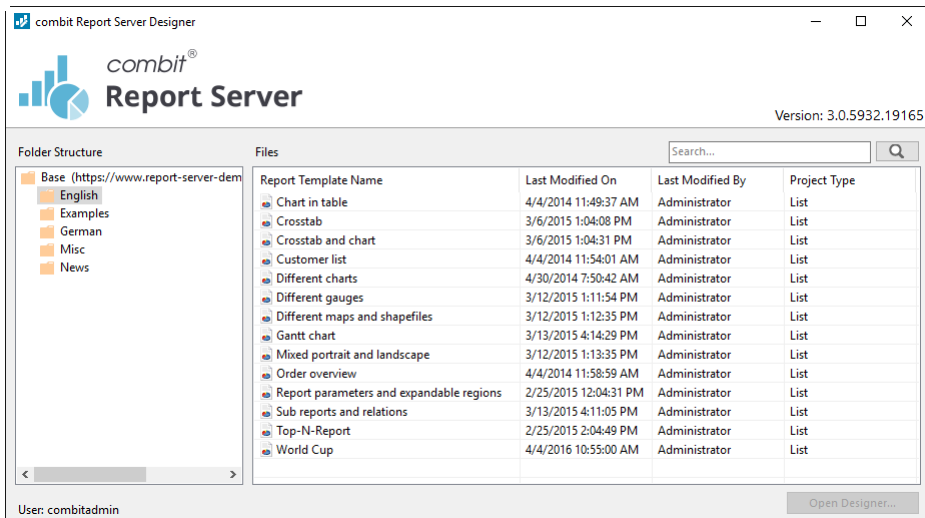 combit Report Server Designer
combit®
Report Server
Version: 3.0.5932.19165
Folder Structure
Files
Search...
Base (https://www.report-server-dem
English
Examples
German
Misc
News
Report Template Name Last Modified On Last Modified By Project Type
Chart in table 4/4/2014 11:49:37 AM Administrator List
Crosstab 3/6/2015 1:04:08 PM Administrator List
Crosstab and chart 3/6/2015 1:04:31 PM Administrator List
Customer list 4/4/2014 11:54:01 AM Administrator List
Different charts 4/30/2014 7:50:42 AM Administrator List
Different gauges 3/12/2015 1:11:54 PM Administrator List
Different maps and shapefiles 3/12/2015 1:12:35 PM Administrator List
Gantt chart 3/13/2015 4:14:29 PM Administrator List
Mixed portrait and landscape 3/12/2015 1:13:35 PM Administrator List
Order overview 4/4/2014 11:58:59 AM Administrator List
Report parameters and expandable regions 2/25/2015 12:04:31 PM Administrator List
Sub reports and relations 3/13/2015 4:11:05 PM Administrator List
Top-N-Report 2/25/2015 2:04:49 PM Administrator List
World Cup 4/4/2016 10:55:00 AM Administrator List
User: combitadmin
Open Designer...